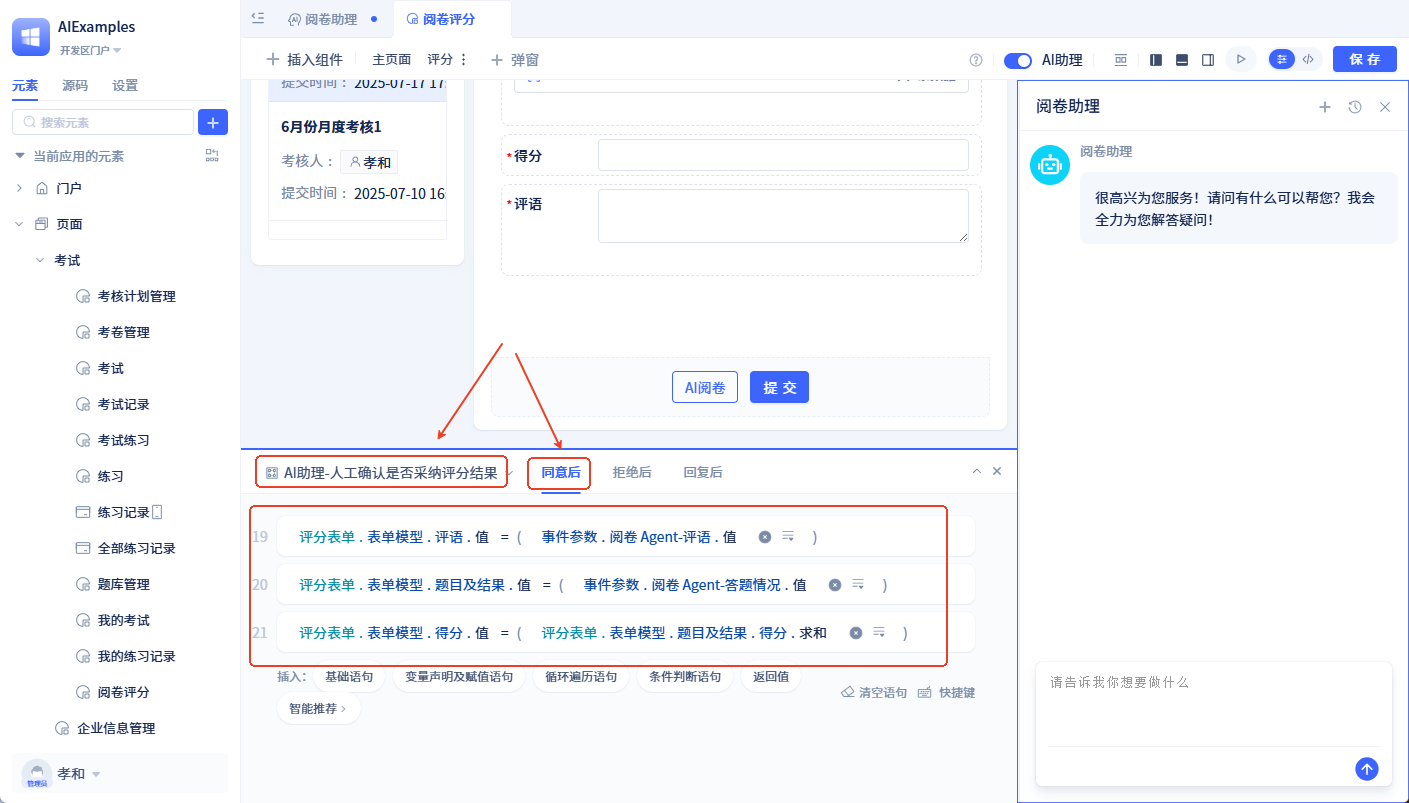 AIExamples
开发区门户
元素 源码 设置
搜索元素
当前应用的元素
门户
页面
考试
考核计划管理
考卷管理
考试
考试记录
考试练习
练习
练习记录
全部练习记录
题库管理
我的考试
我的练习记录
阅卷评分
企业信息管理
管理员
孝和
阅卷助理 阅卷评分
插入组件 主页面 评分 弹窗
AI助理 保 存
提交时间： 2025-07-17 17:
6月份月度考核1
考核人： 孝和
提交时间： 2025-07-10 16
*得分
*评语
AI阅卷 提 交
AI助理-人工确认是否采纳评分结果 同意后 拒绝后 回复后
19 评分表单 . 表单模型 . 评语 . 值 = ( 事件参数 . 阅卷 Agent-评语 . 值 )
20 评分表单 . 表单模型 . 题目及结果 . 值 = ( 事件参数 . 阅卷 Agent-答题情况 . 值 )
21 评分表单 . 表单模型 . 得分 . 值 = ( 评分表单 . 表单模型 . 题目及结果 . 得分 . 求和 )
插入： 基础语句 变量声明及赋值语句 循环遍历语句 条件判断语句 返回值
智能推荐
清空语句 快捷键
阅卷助理
阅卷助理
很高兴为您服务！请问有什么可以帮您？我会
全力为您解答疑问！
请告诉我你想要做什么